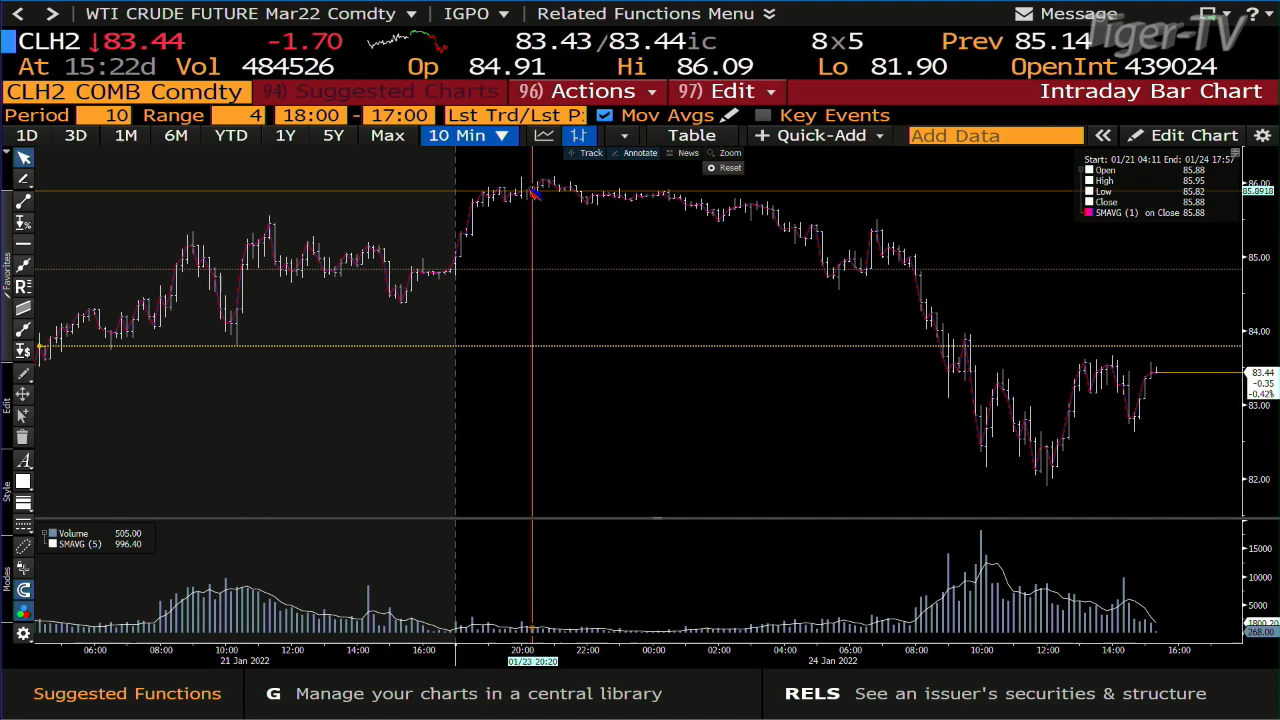 WTI CRUDE FUTURE Mar22 Comdty IGPO Related Functions Menu Message ?
Tiger-TV
CLH2 83.44 -1.70 83.43/83.44ic 8x5 Prev 85.14
At 15:22d Vol 484526 Op 84.91 Hi 86.09 Lo 81.90 OpenInt 439024
CLH2 COMB Comdty 94) Suggested Charts 96) Actions 97) Edit Intraday Bar Chart
Period 10 Range 4 18:00 - 17:00 Lst Trd/Lst P: Mov Avgs Key Events
1D 3D 1M 6M YTD 1Y 5Y Max 10 Min Table + Quick-Add Add Data Edit Chart
Track Annotate News Zoom
Reset
Start: 01/21 04:11 End: 01/24 17:57
Open 85.88
High 85.95
Low 85.82
Close 85.88
SMAVG (1) on Close 85.88
86.00
85.8918
85.00
84.00
83.44
-0.35
-0.42%
83.00
82.00
Favorites
Edit
Style
Modes
Volume 505.00
SMAVG (5) 996.40
15000
10000
5000
1800.20
268.00
06:00 08:00 10:00 12:00 14:00 16:00 20:00 22:00 00:00 02:00 04:00 06:00 08:00 10:00 12:00 14:00 16:00
21 Jan 2022 01/23 20:20 24 Jan 2022
Suggested Functions G Manage your charts in a central library RELS See an issuer's securities & structure